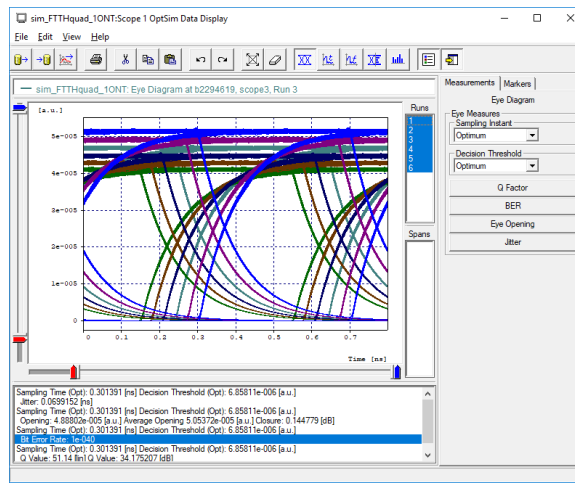 sim_FTTHquad_1ONT:Scope 1 OptSim Data Display
File Edit View Help
sim_FTTHquad_1ONT: Eye Diagram at b2294619, scope3, Run 3
[a.u.]
5e-005
4e-005
3e-005
2e-005
1e-005
0
0 0.1 0.2 0.3 0.4 0.5 0.6 0.7
Time [ns]
Runs
1
2
3
4
5
6
Spans
Measurements Markers
Eye Diagram
Eye Measures
Sampling Instant
Optimum
Decision Threshold
Optimum
Q Factor
BER
Eye Opening
Jitter
Sampling Time (Opt): 0.301391 [ns] Decision Threshold (Opt): 6.85811e-006 [a.u.]
Jitter: 0.0699152 [ns]
Sampling Time (Opt): 0.301391 [ns] Decision Threshold (Opt): 6.85811e-006 [a.u.]
Opening: 4.88802e-005 [a.u.] Average Opening 5.05372e-005 [a.u.] Closure: 0.144779 [dB]
Sampling Time (Opt): 0.301391 [ns] Decision Threshold (Opt): 6.85811e-006 [a.u.]
Bit Error Rate: 1e-040
Sampling Time (Opt): 0.301391 [ns] Decision Threshold (Opt): 6.85811e-006 [a.u.]
Q Value: 51.14 [lin] Q Value: 34.175207 [dB]